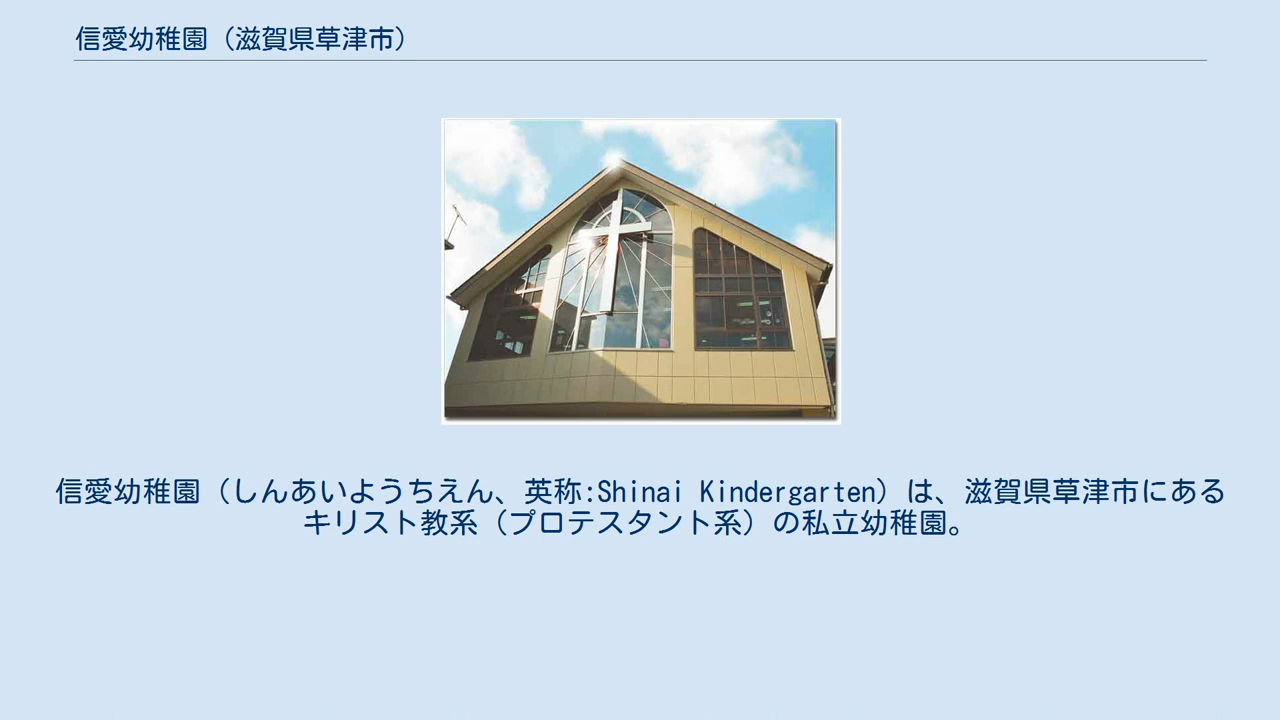 信愛幼稚園（滋賀県草津市）
信愛幼稚園（しんあいようちえん、英称:Shinai Kindergarten）は、滋賀県草津市にある
キリスト教系（プロテスタント系）の私立幼稚園。